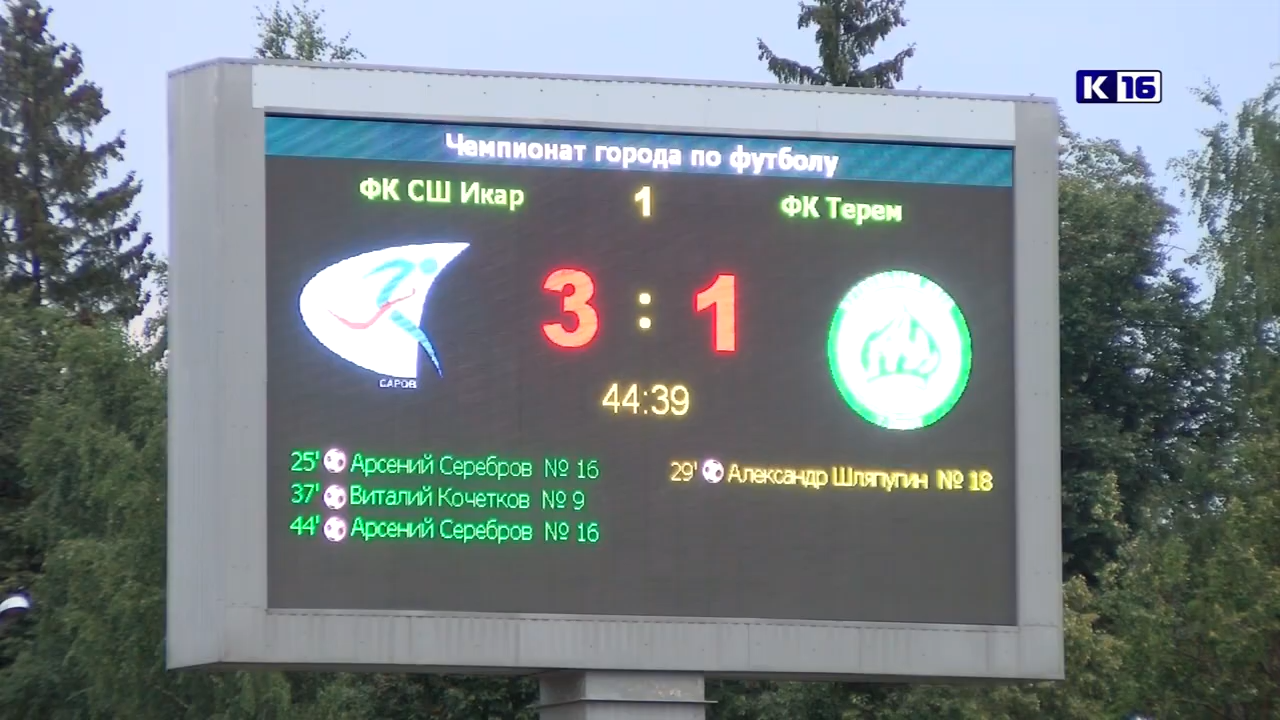 K 16
Чемпионат города по футболу
ФК СШ Икар 1 ФК Терем
3 : 1
САРОВ
44:39
25' Арсений Серебров № 16
37' Виталий Кочетков № 9
44' Арсений Серебров № 16
29' Александр Шляпугин № 18